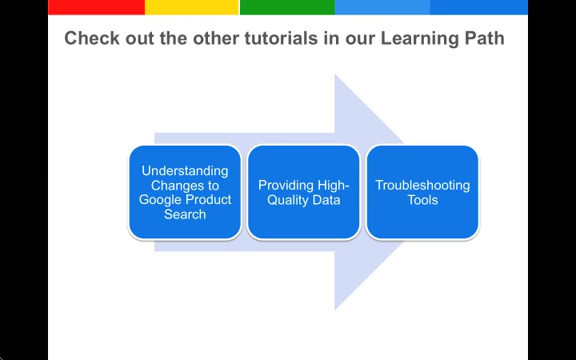 Check out the other tutorials in our Learning Path
Understanding
Changes to
Google Product
Search
Providing High-
Quality Data
Troubleshooting
Tools